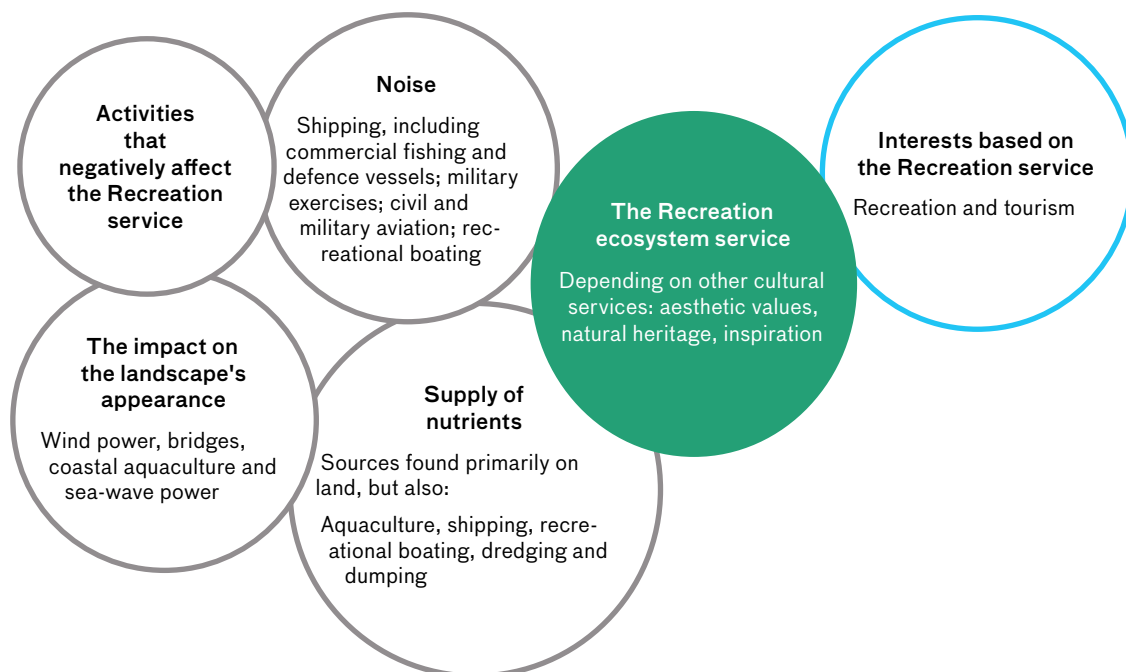 Activities
that
negatively affect
the Recreation
service
Noise
Shipping, including
commercial fishing and
defence vessels; military
exercises; civil and
military aviation; rec-
reational boating
The Recreation
ecosystem service
Depending on other cultural
services: aesthetic values,
natural heritage, inspiration
Interests based on
the Recreation service
Recreation and tourism
The impact on
the landscape's
appearance
Wind power, bridges,
coastal aquaculture and
sea-wave power
Supply of
nutrients
Sources found primarily on
land, but also:
Aquaculture, shipping, recre-
ational boating, dredging and
dumping